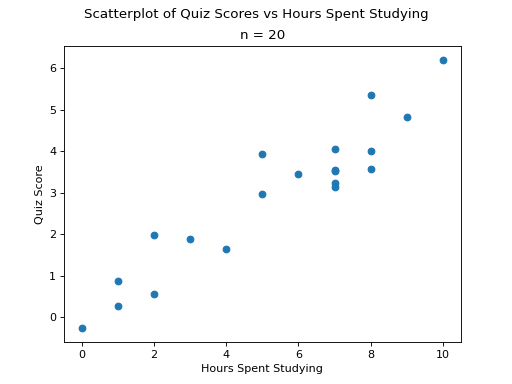 Scatterplot of Quiz Scores vs Hours Spent Studying
n = 20
6
5
4
3
2
1
0
Quiz Score
0 2 4 6 8 10
Hours Spent Studying